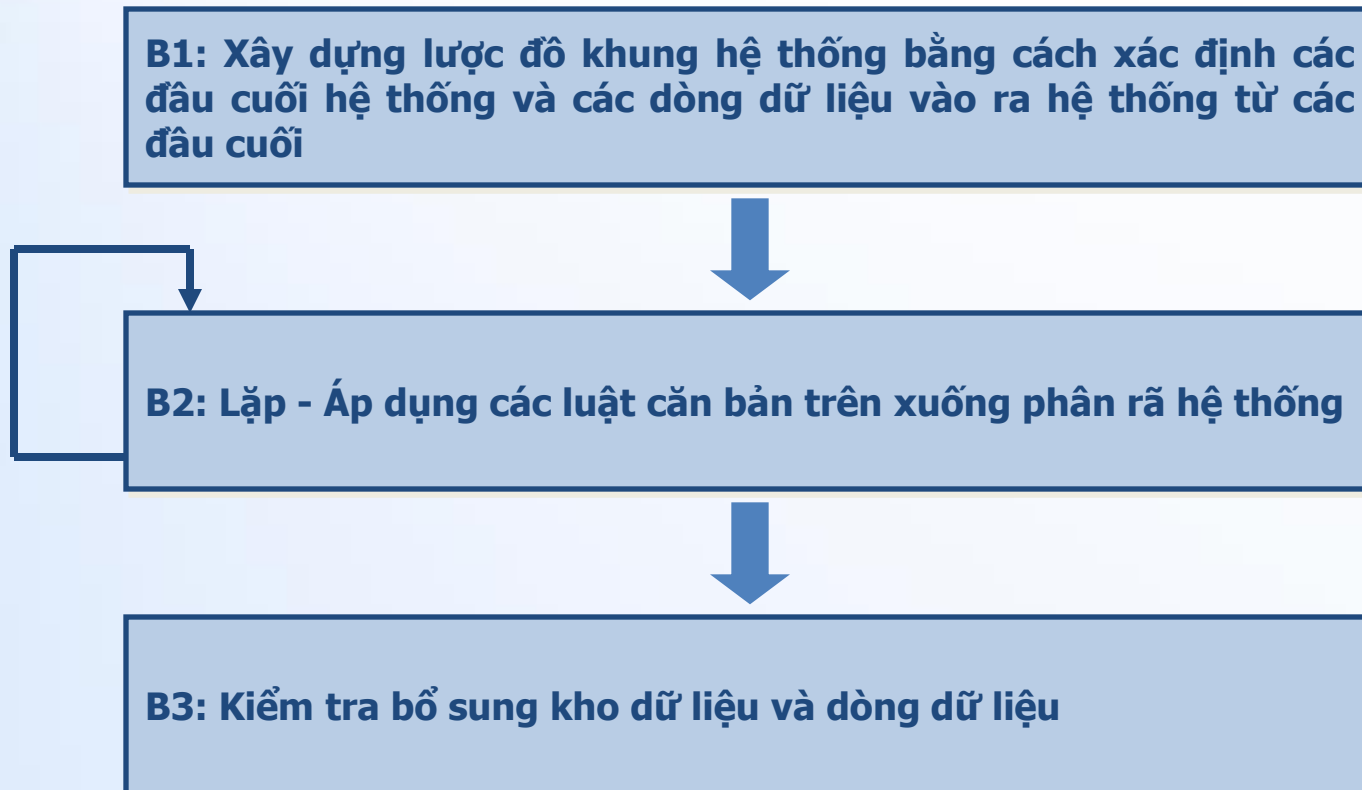 B1: Xây dựng lược đồ khung hệ thống bằng cách xác định các
đầu cuối hệ thống và các dòng dữ liệu vào ra hệ thống từ các
đầu cuối
B2: Lặp - Áp dụng các luật căn bản trên xuống phân rã hệ thống
B3: Kiểm tra bổ sung kho dữ liệu và dòng dữ liệu